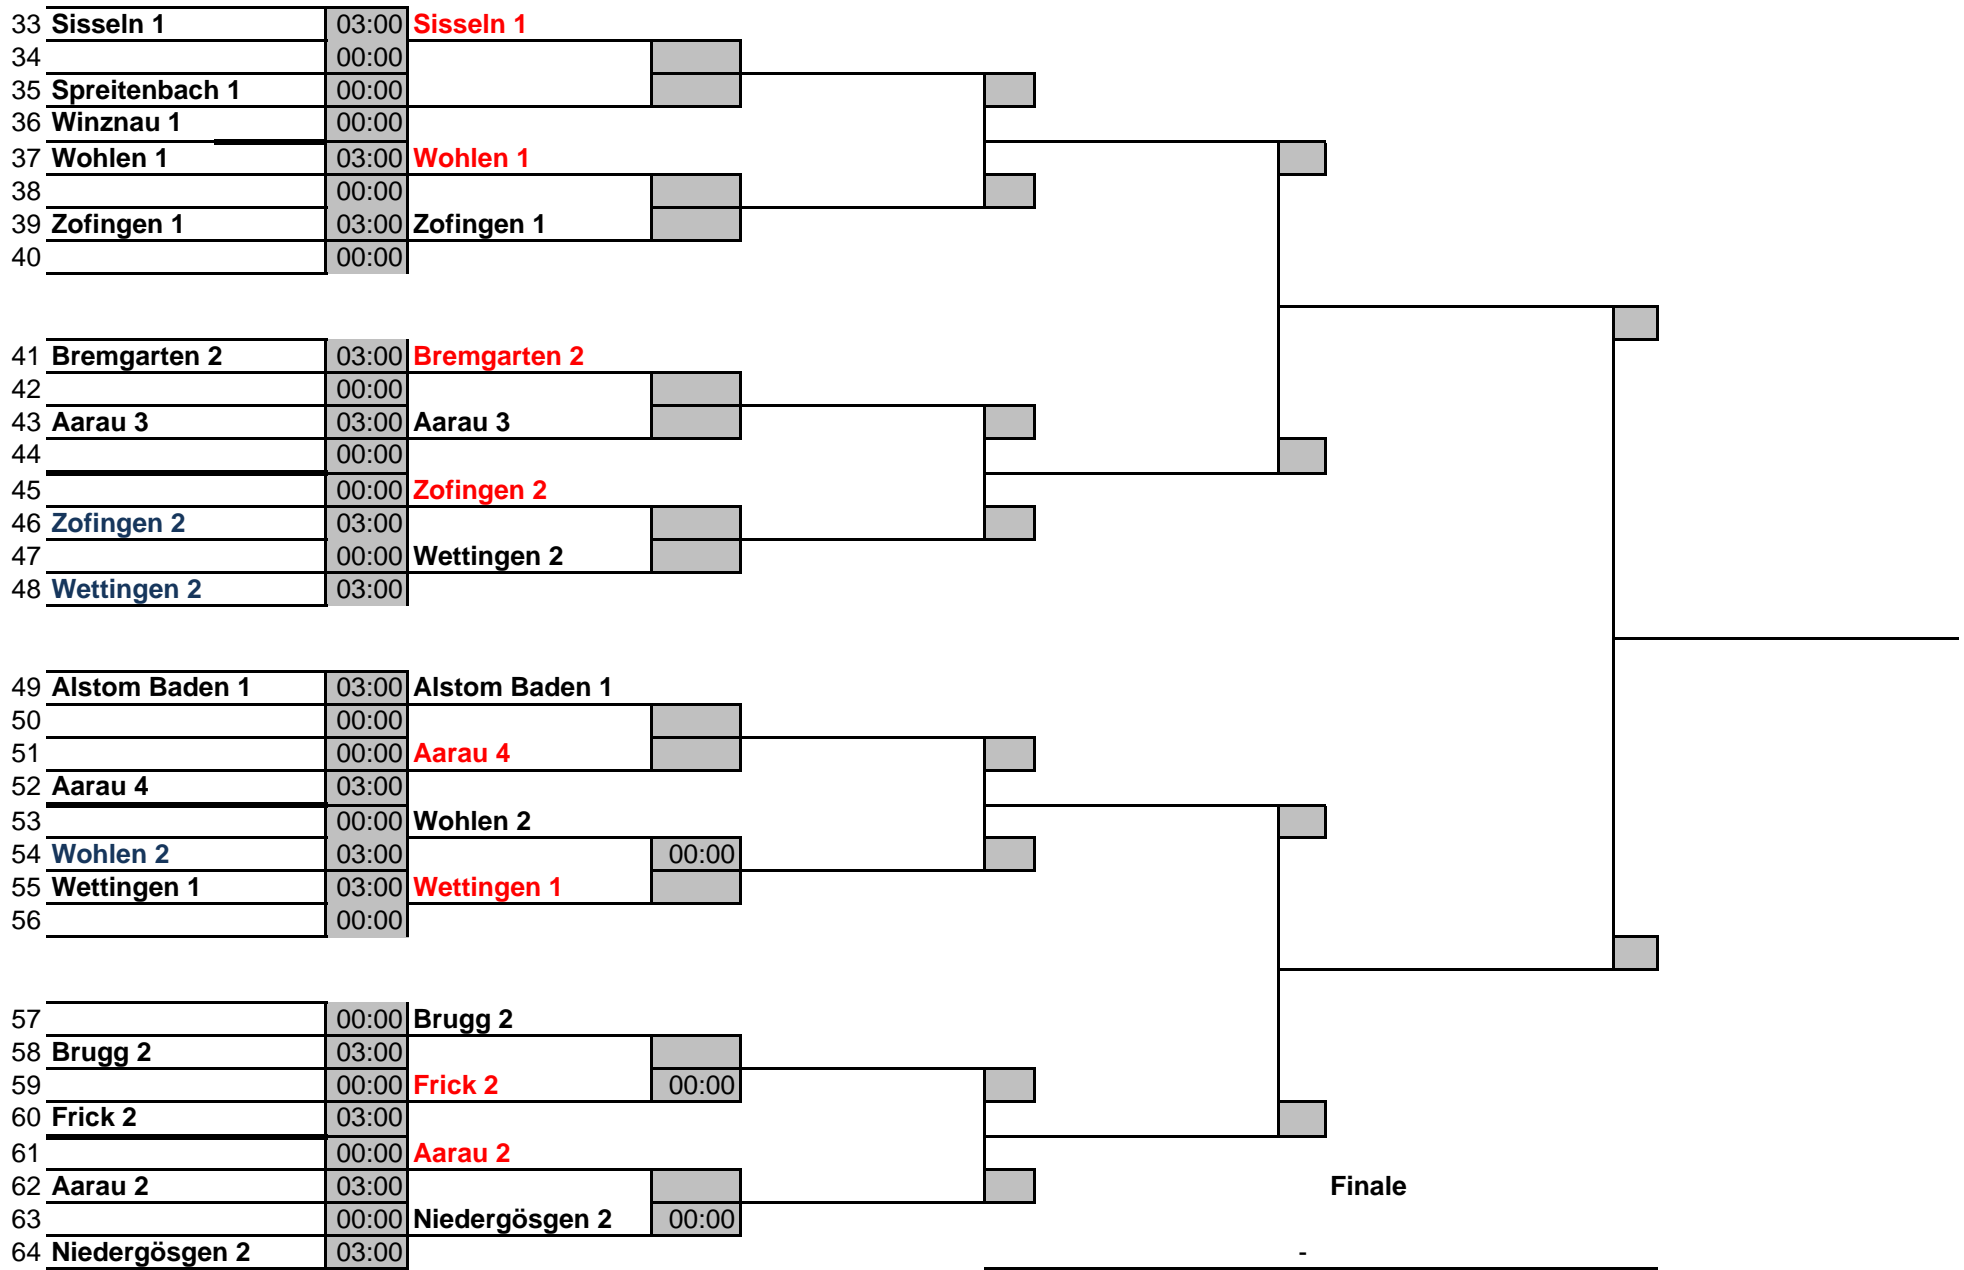 33 Sisseln 1 03:00 Sisseln 1
34 00:00
35 Spreitenbach 1 00:00
36 Winznau 1 00:00
37 Wohlen 1 03:00 Wohlen 1
38 00:00
39 Zofingen 1 03:00 Zofingen 1
40 00:00
41 Bremgarten 2 03:00 Bremgarten 2
42 00:00
43 Aarau 3 03:00 Aarau 3
44 00:00
45 00:00 Zofingen 2
46 Zofingen 2 03:00
47 00:00 Wettingen 2
48 Wettingen 2 03:00
49 Alstom Baden 1 03:00 Alstom Baden 1
50 00:00
51 00:00 Aarau 4
52 Aarau 4 03:00
53 00:00 Wohlen 2
54 Wohlen 2 03:00 00:00
55 Wettingen 1 03:00 Wettingen 1
56 00:00
57 00:00 Brugg 2
58 Brugg 2 03:00
59 00:00 Frick 2 00:00
60 Frick 2 03:00
61 00:00 Aarau 2
62 Aarau 2 03:00 Finale
63 00:00 Niedergösgen 2 00:00
64 Niedergösgen 2 03:00 -